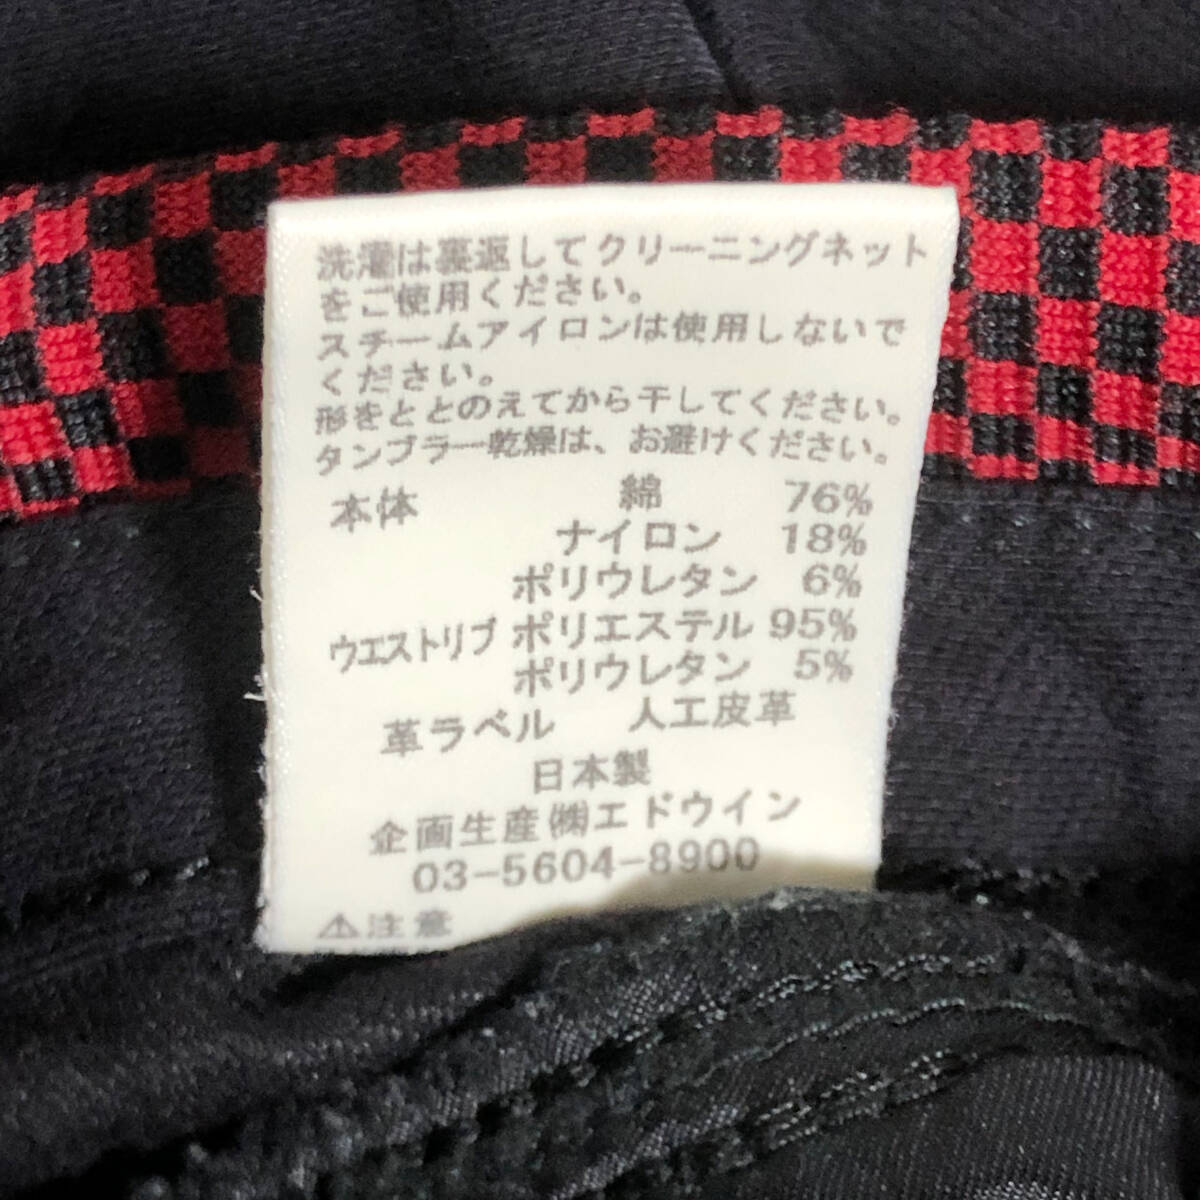 洗濯は裏返してクリーニングネット
をご使用ください。
スチームアイロンは使用しないで
ください。
形をととのえてから干してください。
タンブラー乾燥は、お避けください。
本体 綿 76%
ナイロン 18%
ポリウレタン 6%
ウエストリブ ポリエステル 95%
ポリウレタン 5%
革ラベル 人工皮革
日本製
企画生産㈱エドウイン
03-5604-8900
⚠注意